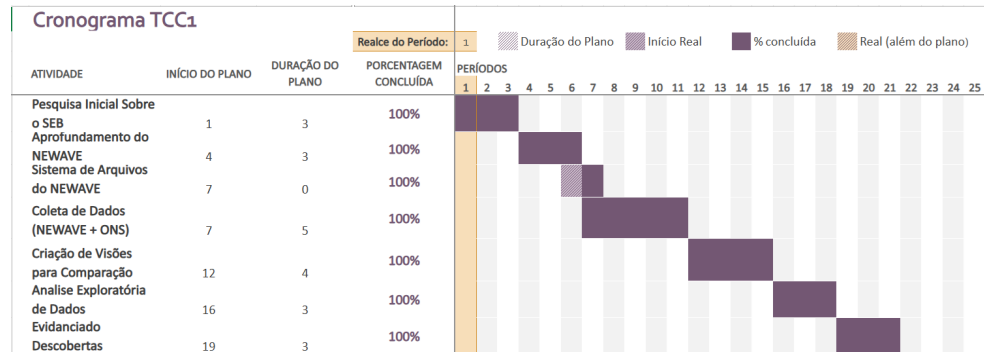 Cronograma TCC1
Realce do Período: 1 Duração do Plano Início Real % concluída Real (além do plano)
ATIVIDADE INÍCIO DO PLANO DURAÇÃO DO PLANO PORCENTAGEM CONCLUÍDA PERÍODOS
1 2 3 4 5 6 7 8 9 10 11 12 13 14 15 16 17 18 19 20 21 22 23 24 25
Pesquisa Inicial Sobre
o SEB 1 3 100%
Aprofundamento do
NEWAVE 4 3 100%
Sistema de Arquivos
do NEWAVE 7 0 100%
Coleta de Dados
(NEWAVE + ONS) 7 5 100%
Criação de Visões
para Comparação 12 4 100%
Analise Exploratória
de Dados 16 3 100%
Evidanciado
Descobertas 19 3 100%